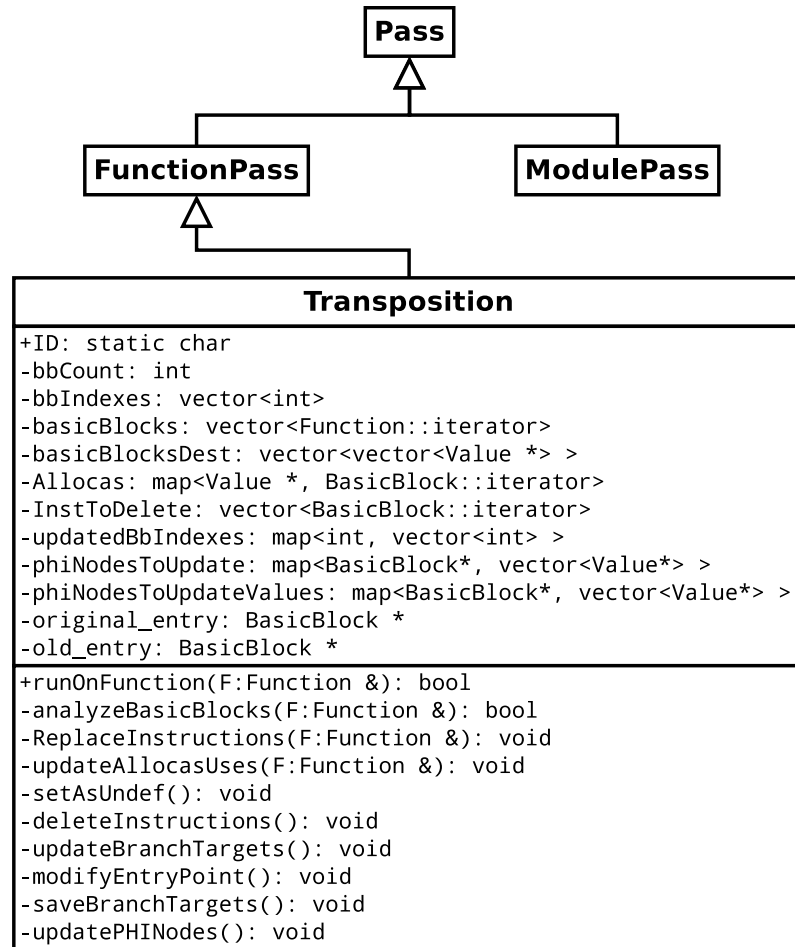 Pass
FunctionPass
ModulePass
Transposition
+ID: static char
-bbCount: int
-bbIndexes: vector<int>
-basicBlocks: vector<Function::iterator>
-basicBlocksDest: vector<vector<Value *> >
-Allocas: map<Value *, BasicBlock::iterator>
-InstToDelete: vector<BasicBlock::iterator>
-updatedBbIndexes: map<int, vector<int> >
-phiNodesToUpdate: map<BasicBlock*, vector<Value*> >
-phiNodesToUpdateValues: map<BasicBlock*, vector<Value*> >
-original_entry: BasicBlock *
-old_entry: BasicBlock *
+runOnFunction(F:Function &): bool
-analyzeBasicBlocks(F:Function &): bool
-ReplaceInstructions(F:Function &): void
-updateAllocasUses(F:Function &): void
-setAsUndef(): void
-deleteInstructions(): void
-updateBranchTargets(): void
-modifyEntryPoint(): void
-saveBranchTargets(): void
-updatePHINodes(): void